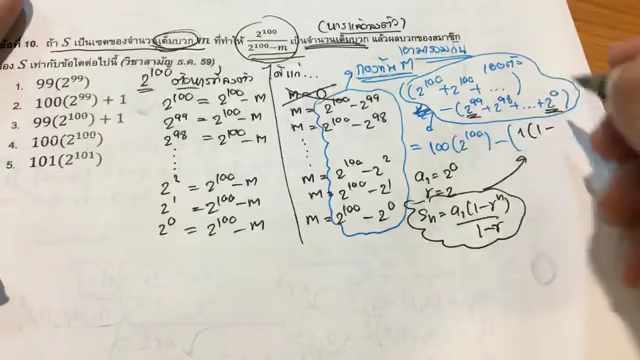 (หารแล้วลงตัว)
ข้อที่ 10. ถ้า S เป็นเซตของจำนวนเต็มบวก m ที่ทำให้ 2^100 / 2^100-m เป็นจำนวนเต็มบวก แล้วผลบวกของสมาชิก
ของ S เท่ากับข้อใดต่อไปนี้ (วิชาสามัญ ธ.ค. 59)
1. 99(2^99)
2. 100(2^99) + 1
3. 99(2^100) + 1
4. 100(2^100)
5. 101(2^101)
2^100
2^100 = 2^100 - m
2^99 = 2^100 - m
2^98 = 2^100 - m
⋮
2^2 = 2^100 - m
2^1 = 2^100 - m
2^0 = 2^100 - m
ได้แก่...
m = 0
m = 2^100 - 2^99
m = 2^100 - 2^98
⋮
m = 2^100 - 2^2
m = 2^100 - 2^1
m = 2^100 - 2^0
เอามารวมกัน
100ตัว
(2^100 + 2^100 + ...)
- (2^99 + 2^98 + ... + 2^0)
= 100(2^100) - (1(1-
a1 = 2^0
r = 2
Sn = a1(1-r^n) / 1-r